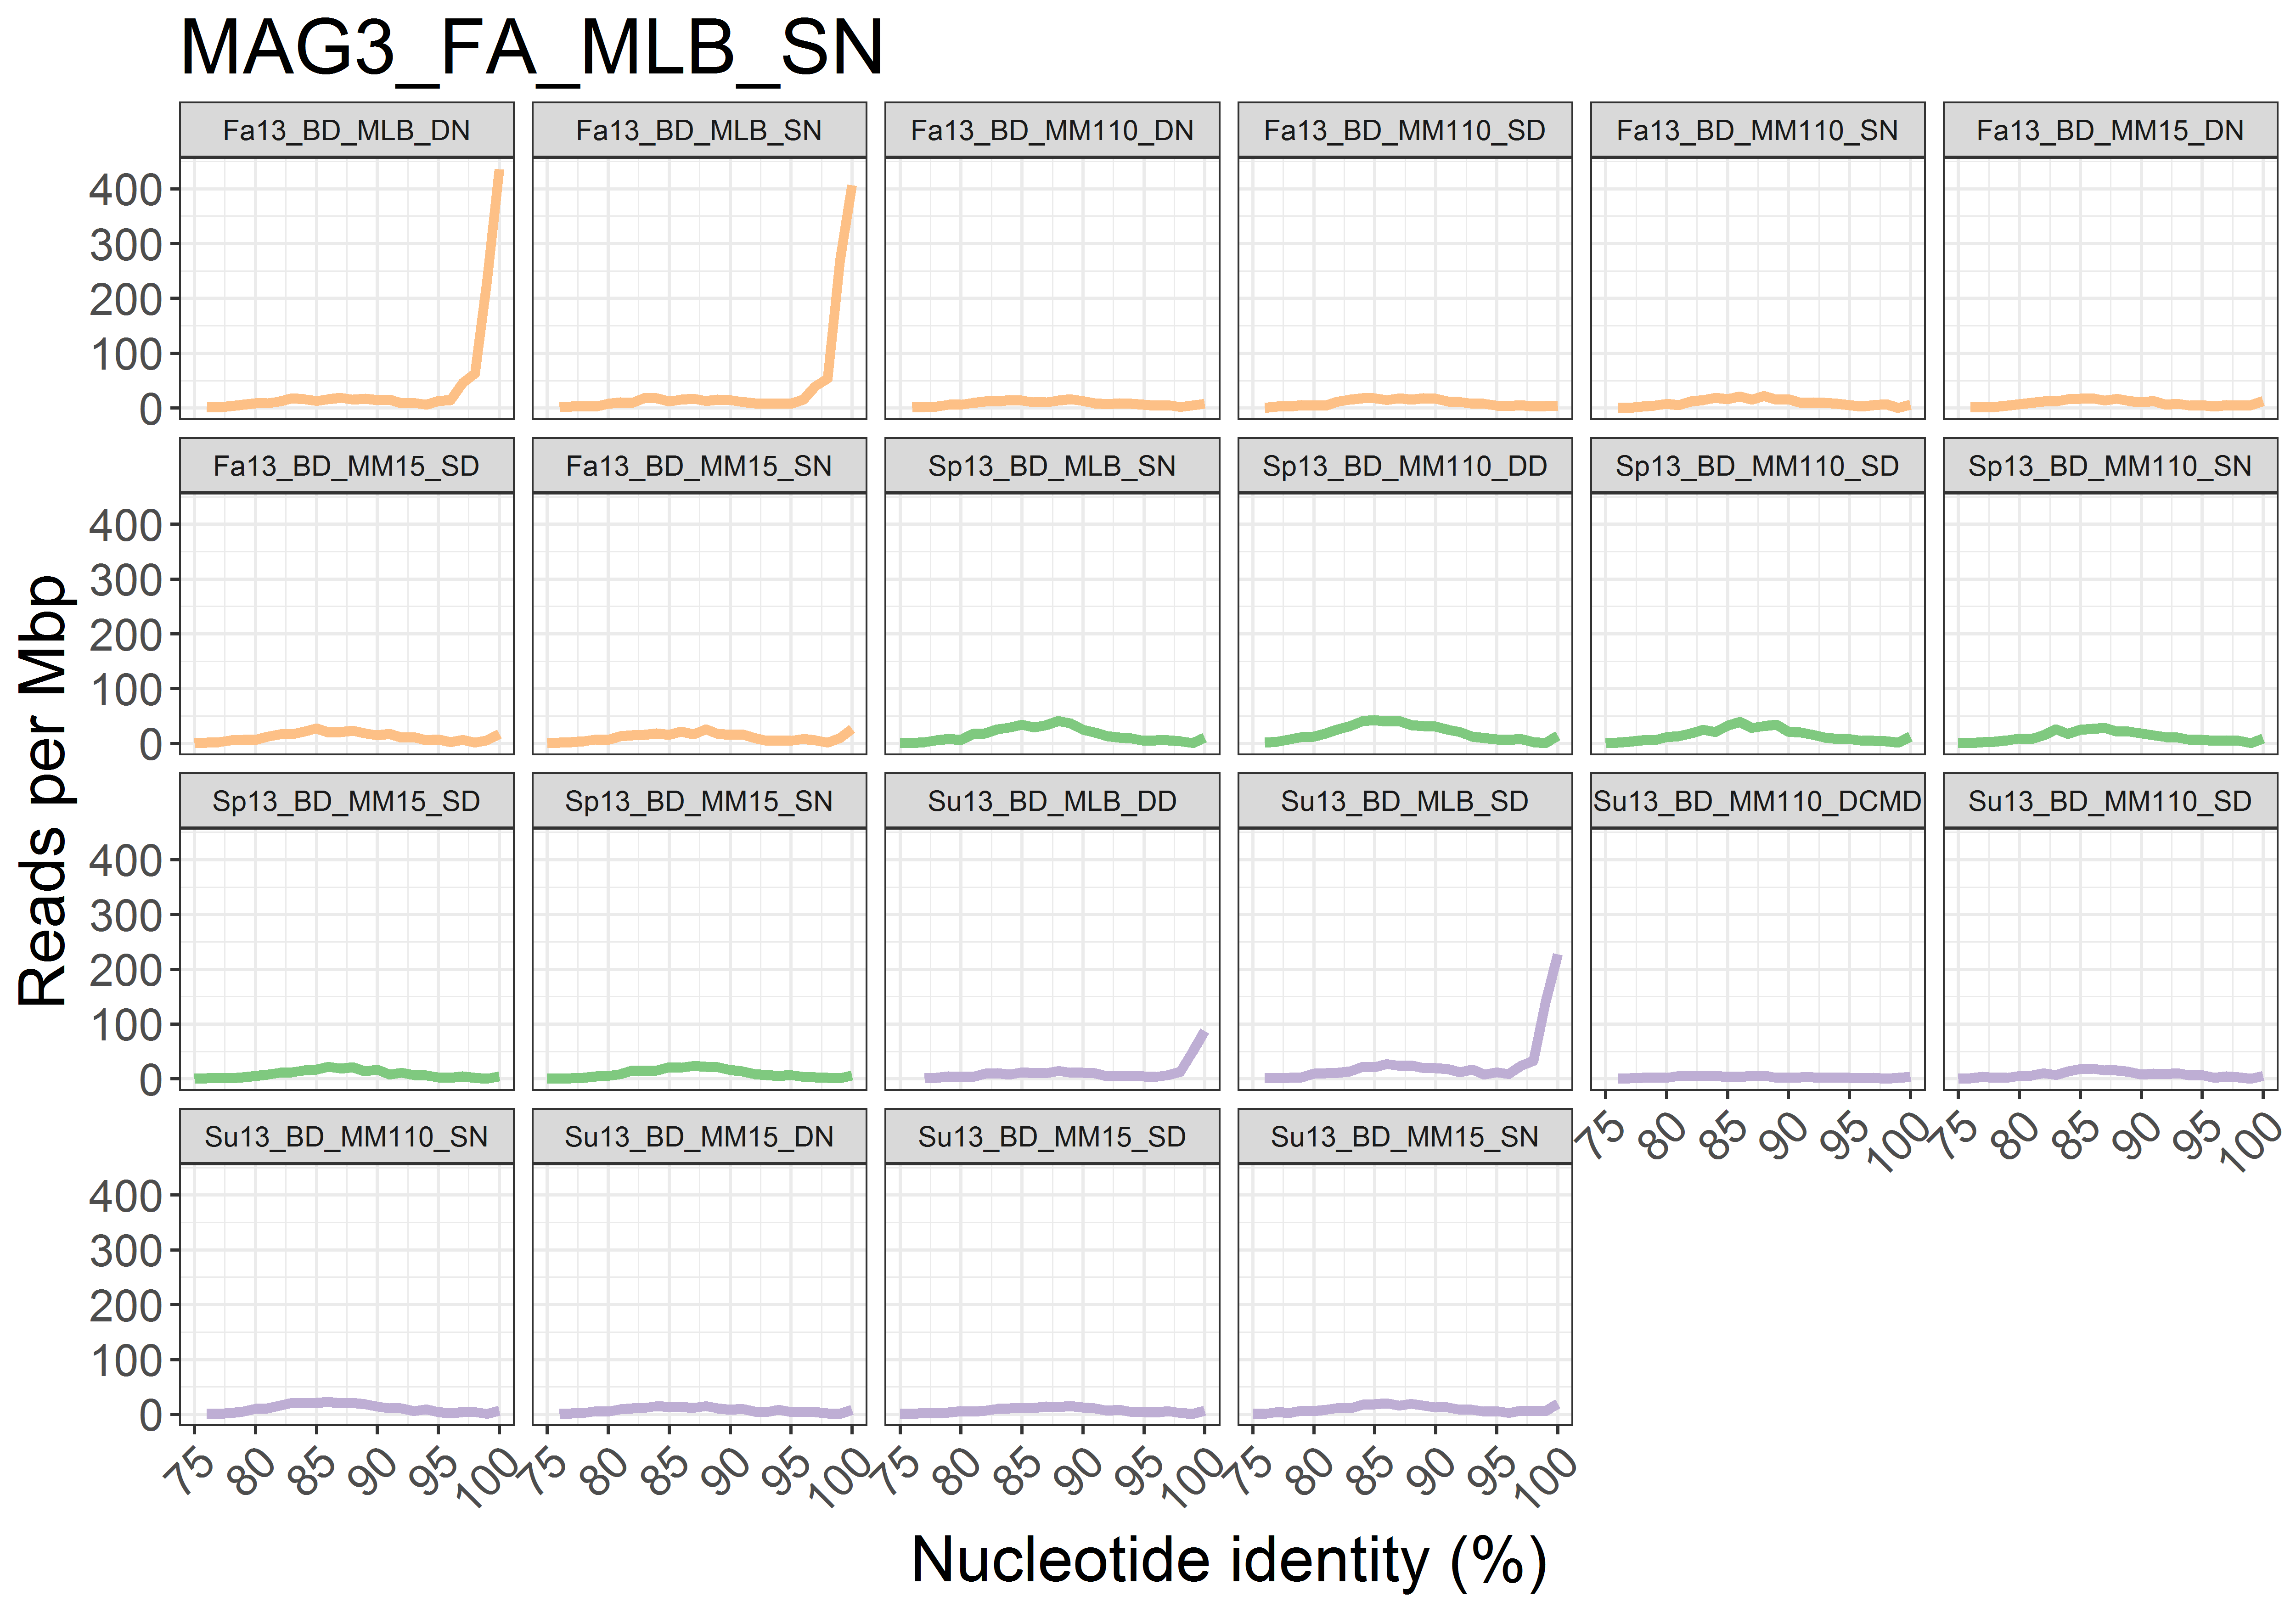 MAG3_FA_MLB_SN
Fa13_BD_MLB_DN Fa13_BD_MLB_SN Fa13_BD_MM110_DN Fa13_BD_MM110_SD Fa13_BD_MM110_SN Fa13_BD_MM15_DN
400
300
200
100
0
Fa13_BD_MM15_SD Fa13_BD_MM15_SN Sp13_BD_MLB_SN Sp13_BD_MM110_DD Sp13_BD_MM110_SD Sp13_BD_MM110_SN
400
300
200
100
0
Sp13_BD_MM15_SD Sp13_BD_MM15_SN Su13_BD_MLB_DD Su13_BD_MLB_SD Su13_BD_MM110_DCMD Su13_BD_MM110_SD
400
300
200
100
0
75 80 85 90 95 100 75 80 85 90 95 100
Su13_BD_MM110_SN Su13_BD_MM15_DN Su13_BD_MM15_SD Su13_BD_MM15_SN
400
300
200
100
0
75 80 85 90 95 100 75 80 85 90 95 100 75 80 85 90 95 100 75 80 85 90 95 100
Reads per Mbp
Nucleotide identity (%)